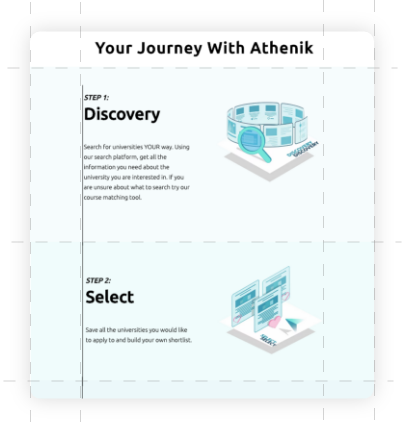 Your Journey With Athenik
STEP 1:
Discovery
Search for universities YOUR way. Using
our search platform, get all the
information you need about the
university you are interested in. If you
are unsure about what to search try our
course matching tool.
STEP 2:
Select
Save all the universities you would like
to apply to and build your own shortlist.